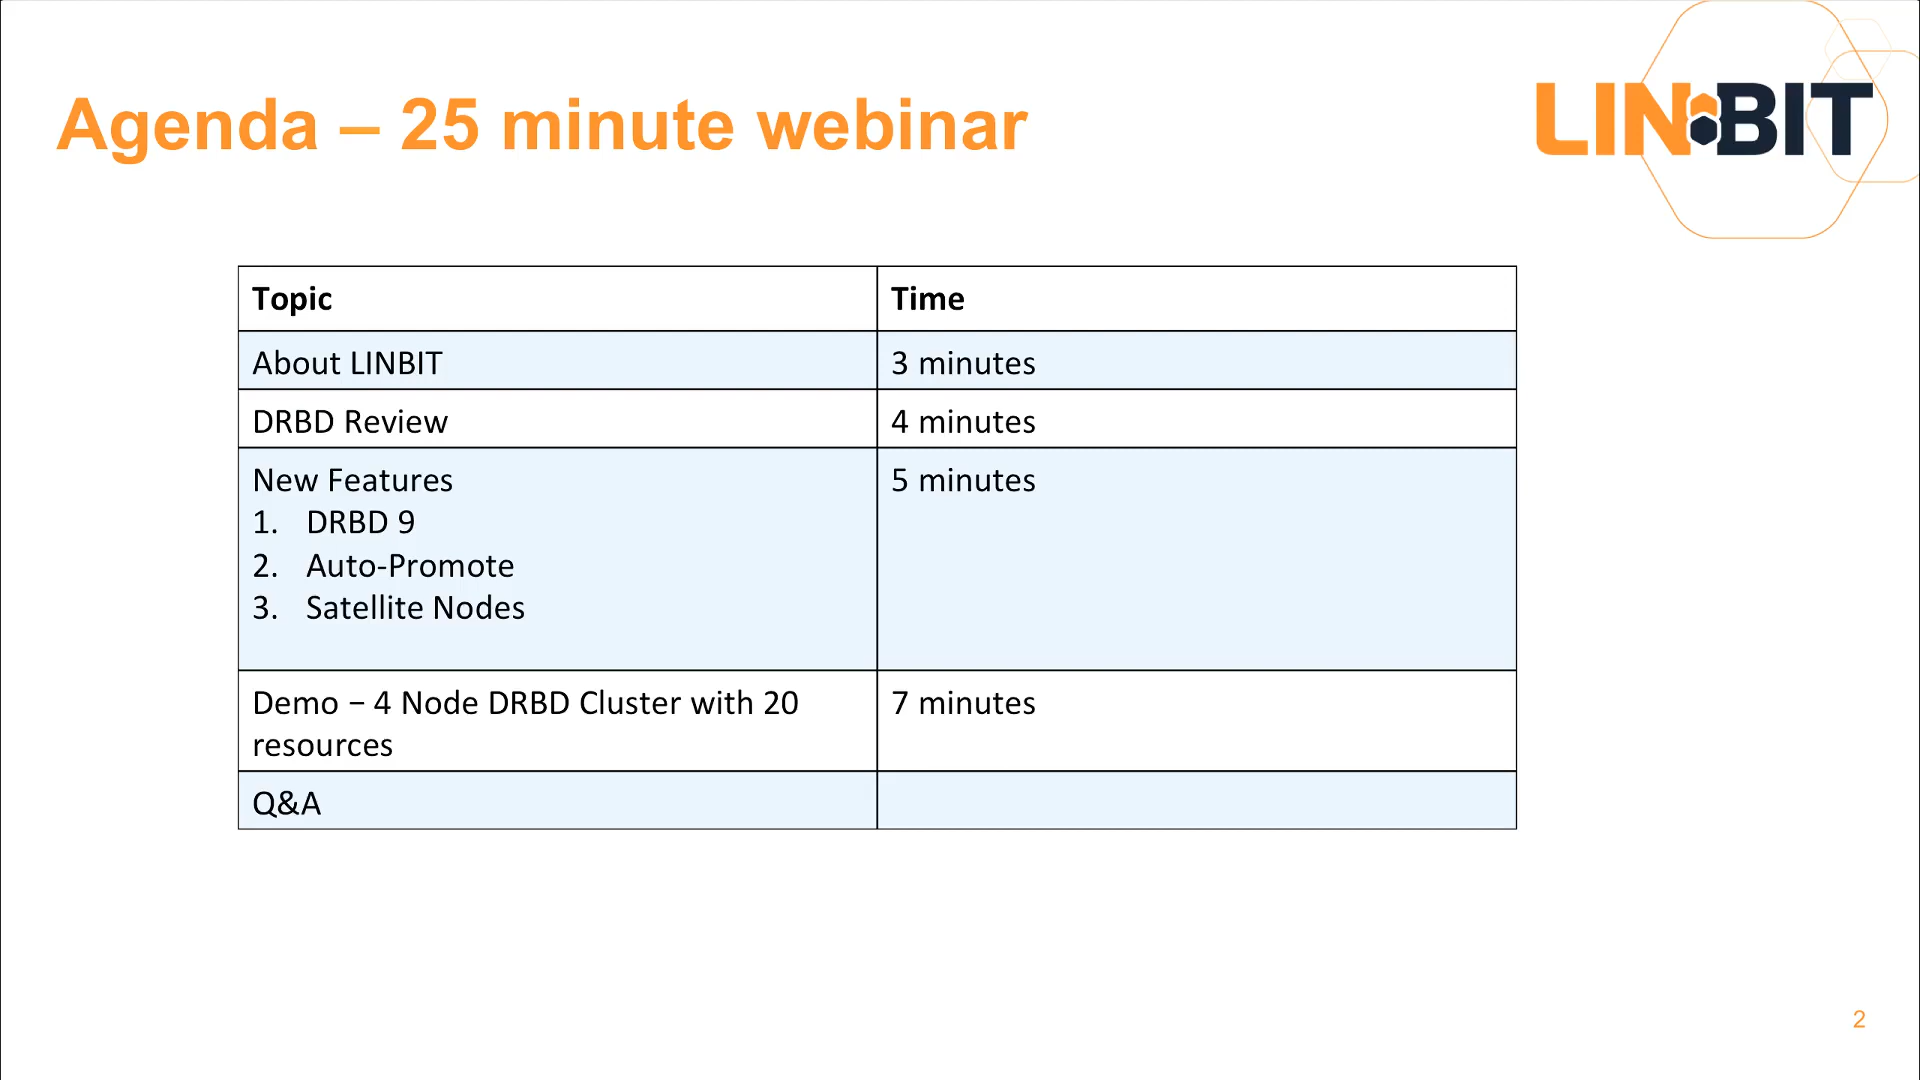 Agenda – 25 minute webinar
LINBIT
Topic
Time
About LINBIT
3 minutes
DRBD Review
4 minutes
New Features
5 minutes
1. DRBD 9
2. Auto-Promote
3. Satellite Nodes
Demo – 4 Node DRBD Cluster with 20
resources
7 minutes
Q&A
2